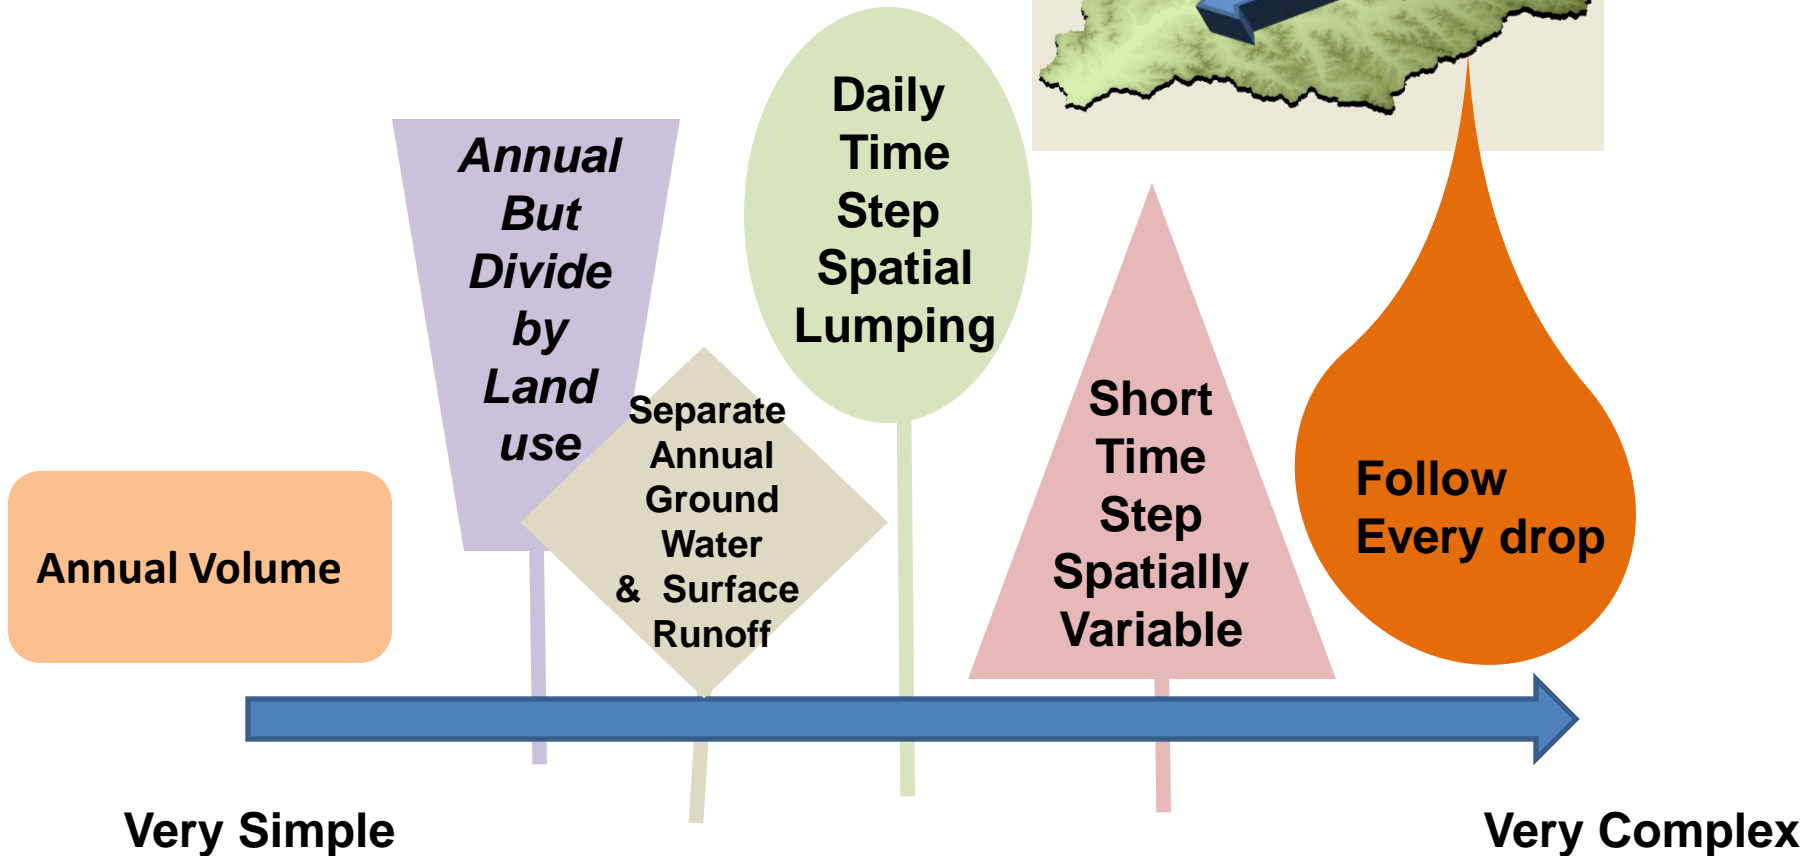 Annual Volume
Annual
But
Divide
by
Land
use
Separate
Annual
Ground
Water
& Surface
Runoff
Daily
Time
Step
Spatial
Lumping
Short
Time
Step
Spatially
Variable
Follow
Every drop
Very Simple
Very Complex